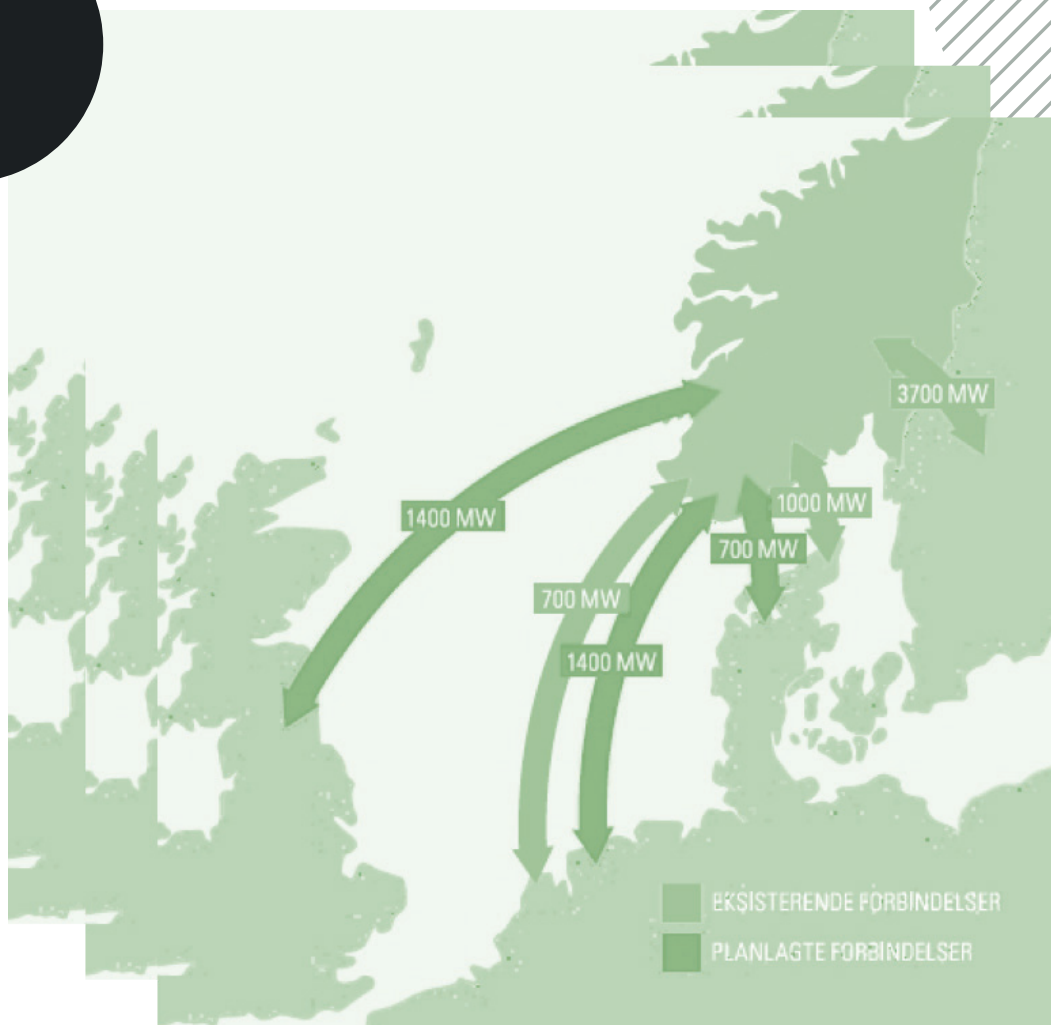 3700 MW
1000 MW
1400 MW
700 MW
700 MW
1400 MW
EKSISTERENDE FORBINDELSER
PLANLAGTE FORBINDELSER